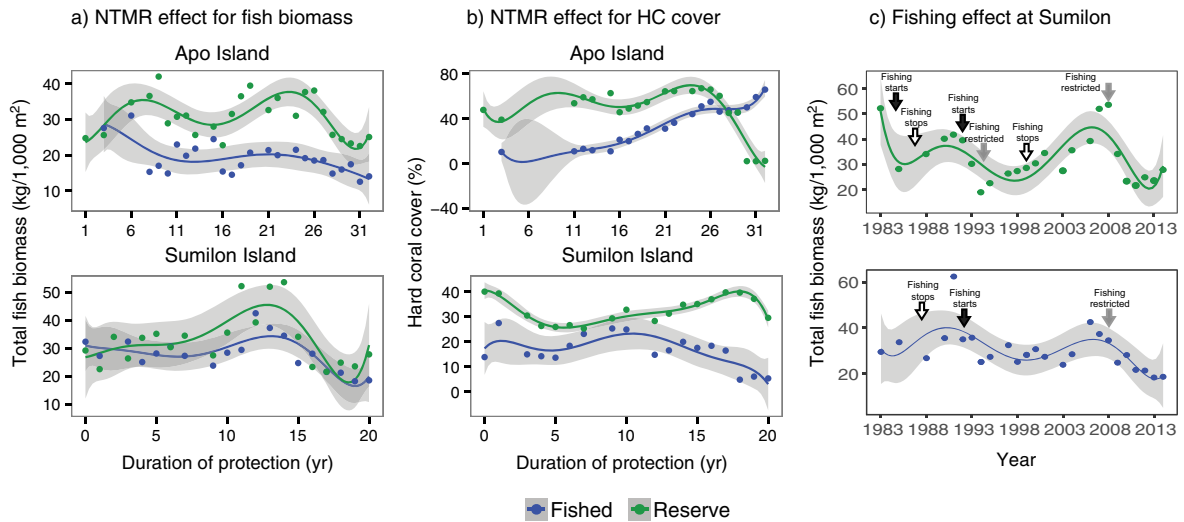 a) NTMR effect for fish biomass
b) NTMR effect for HC cover
c) Fishing effect at Sumilon
Apo Island
Total fish biomass (kg/1,000 m²)
40
30
20
10
1 6 11 16 21 26 31
Sumilon Island
50
40
30
20
10
0 5 10 15 20
Duration of protection (yr)
Apo Island
Hard coral cover (%)
80
40
0
−40
1 6 11 16 21 26 31
Sumilon Island
40
30
20
10
0
0 5 10 15 20
Duration of protection (yr)
Total fish biomass (kg/1,000 m²)
60
50
40
30
20
Fishing
starts
Fishing
stops
Fishing
starts
Fishing
restricted
Fishing
stops
Fishing
restricted
1983 1988 1993 1998 2003 2008 2013
60
40
20
Fishing
stops
Fishing
starts
Fishing
restricted
1983 1988 1993 1998 2003 2008 2013
Year
Fished Reserve